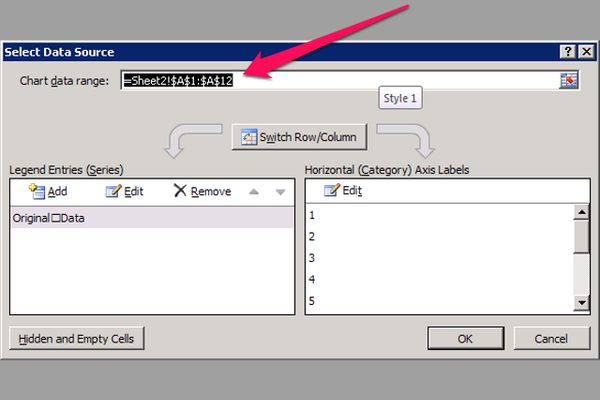 Select Data Source
Chart data range: =Sheet2!$A$1:$A$12
Style 1
Switch Row/Column
Legend Entries (Series)
Add Edit Remove
Original□Data
Horizontal (Category) Axis Labels
Edit
1
2
3
4
5
Hidden and Empty Cells
OK Cancel